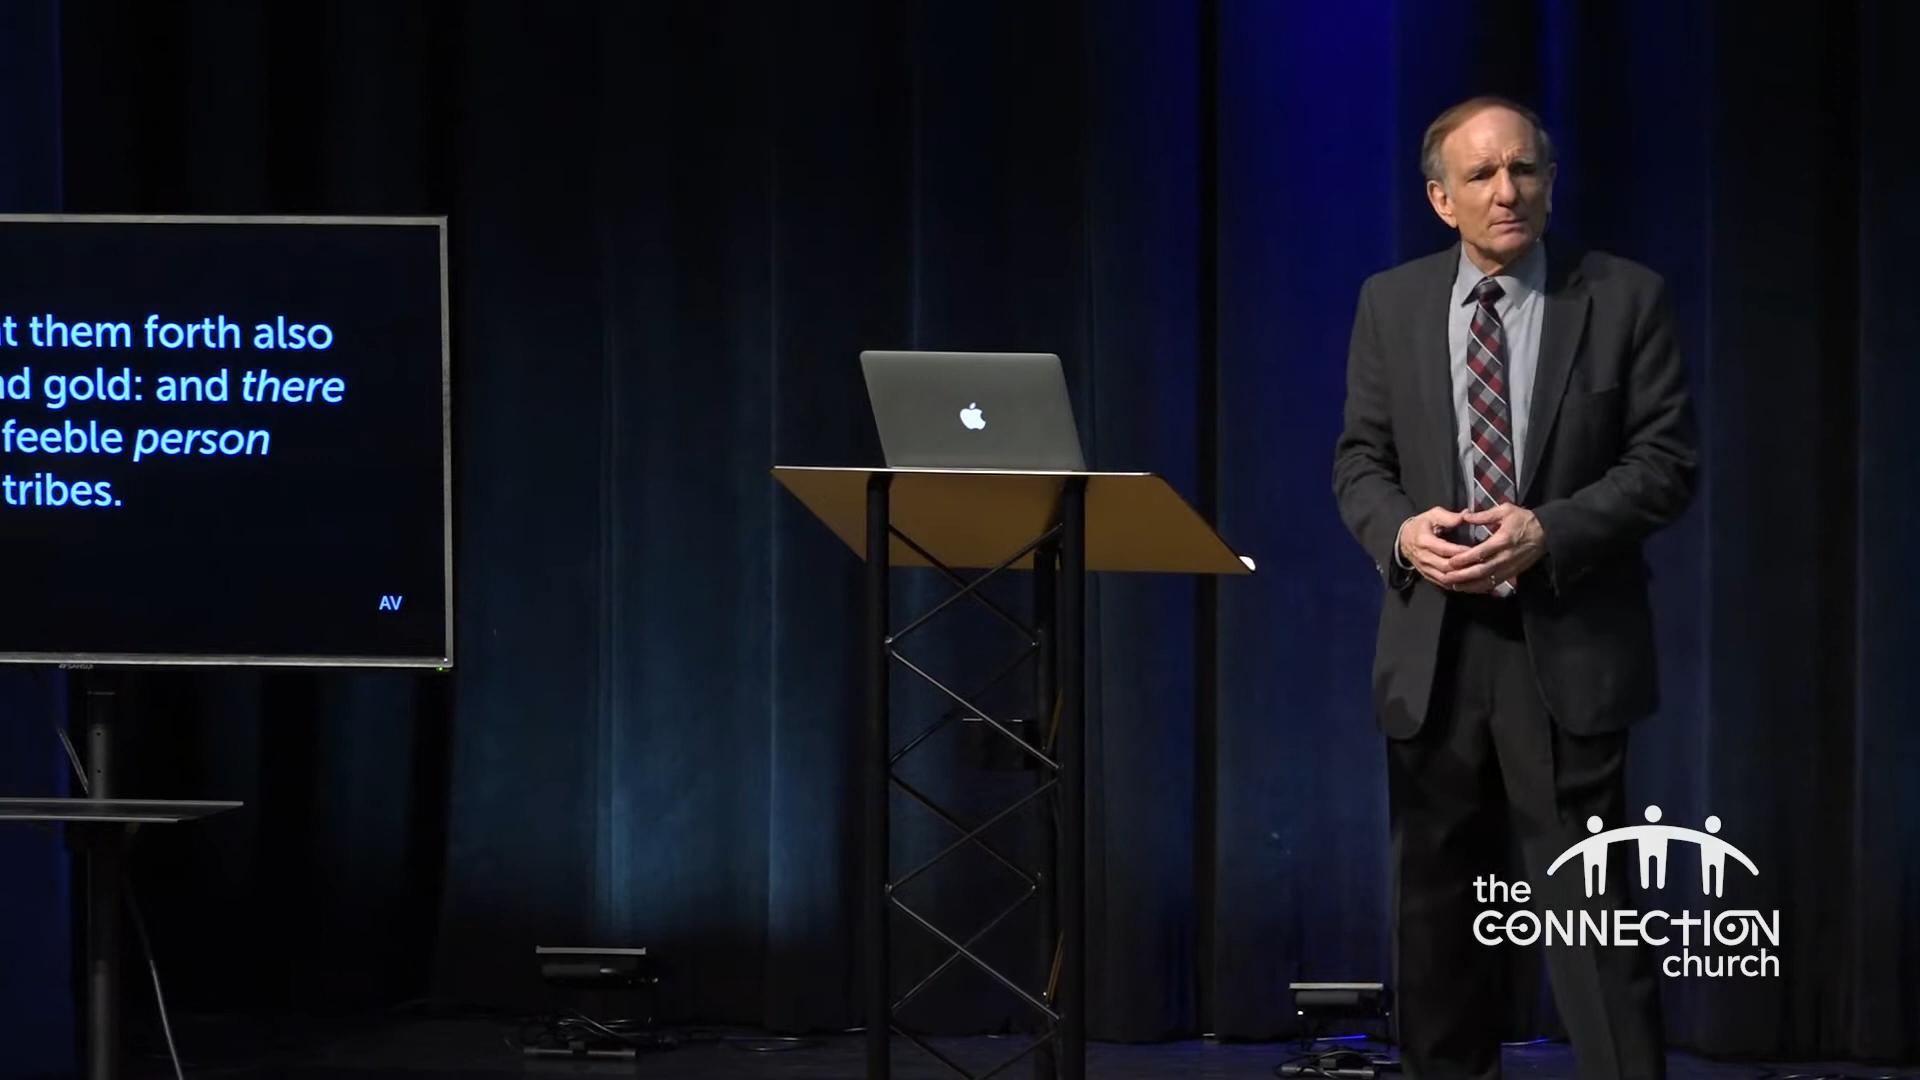 them forth also
gold: and there
feeble person
tribes.
AV
the
CONNECTION
church